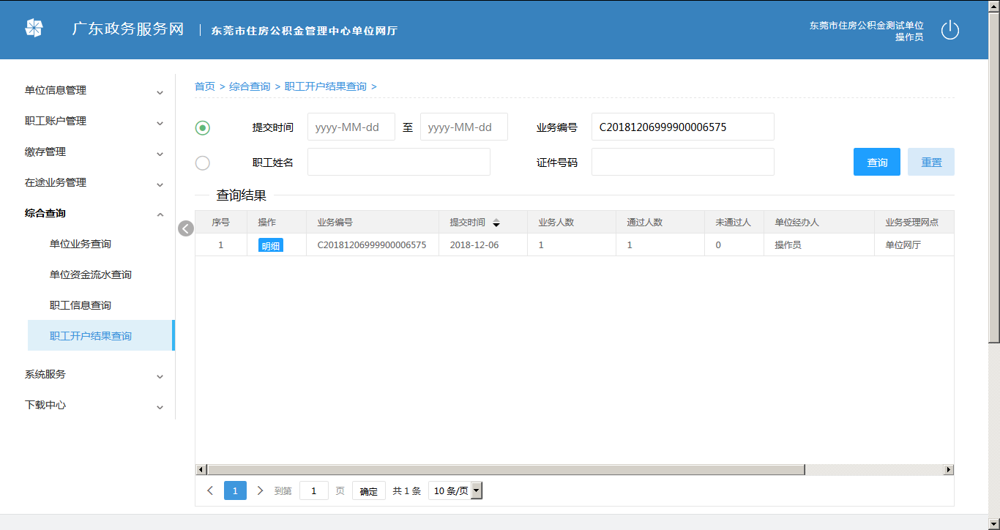 广东政务服务网 | 东莞市住房公积金管理中心单位网厅
东莞市住房公积金测试单位
操作员
单位信息管理
职工账户管理
缴存管理
在途业务管理
综合查询
单位业务查询
单位资金流水查询
职工信息查询
职工开户结果查询
系统服务
下载中心
首页 > 综合查询 > 职工开户结果查询 >
提交时间 yyyy-MM-dd 至 yyyy-MM-dd 业务编号 C20181206999900006575
职工姓名 证件号码 查询 重置
查询结果
序号 操作 业务编号 提交时间 业务人数 通过人数 未通过人 单位经办人 业务受理网点
1 明细 C20181206999900006575 2018-12-06 1 1 0 操作员 单位网厅
1 到第 1 页 确定 共 1 条 10 条/页